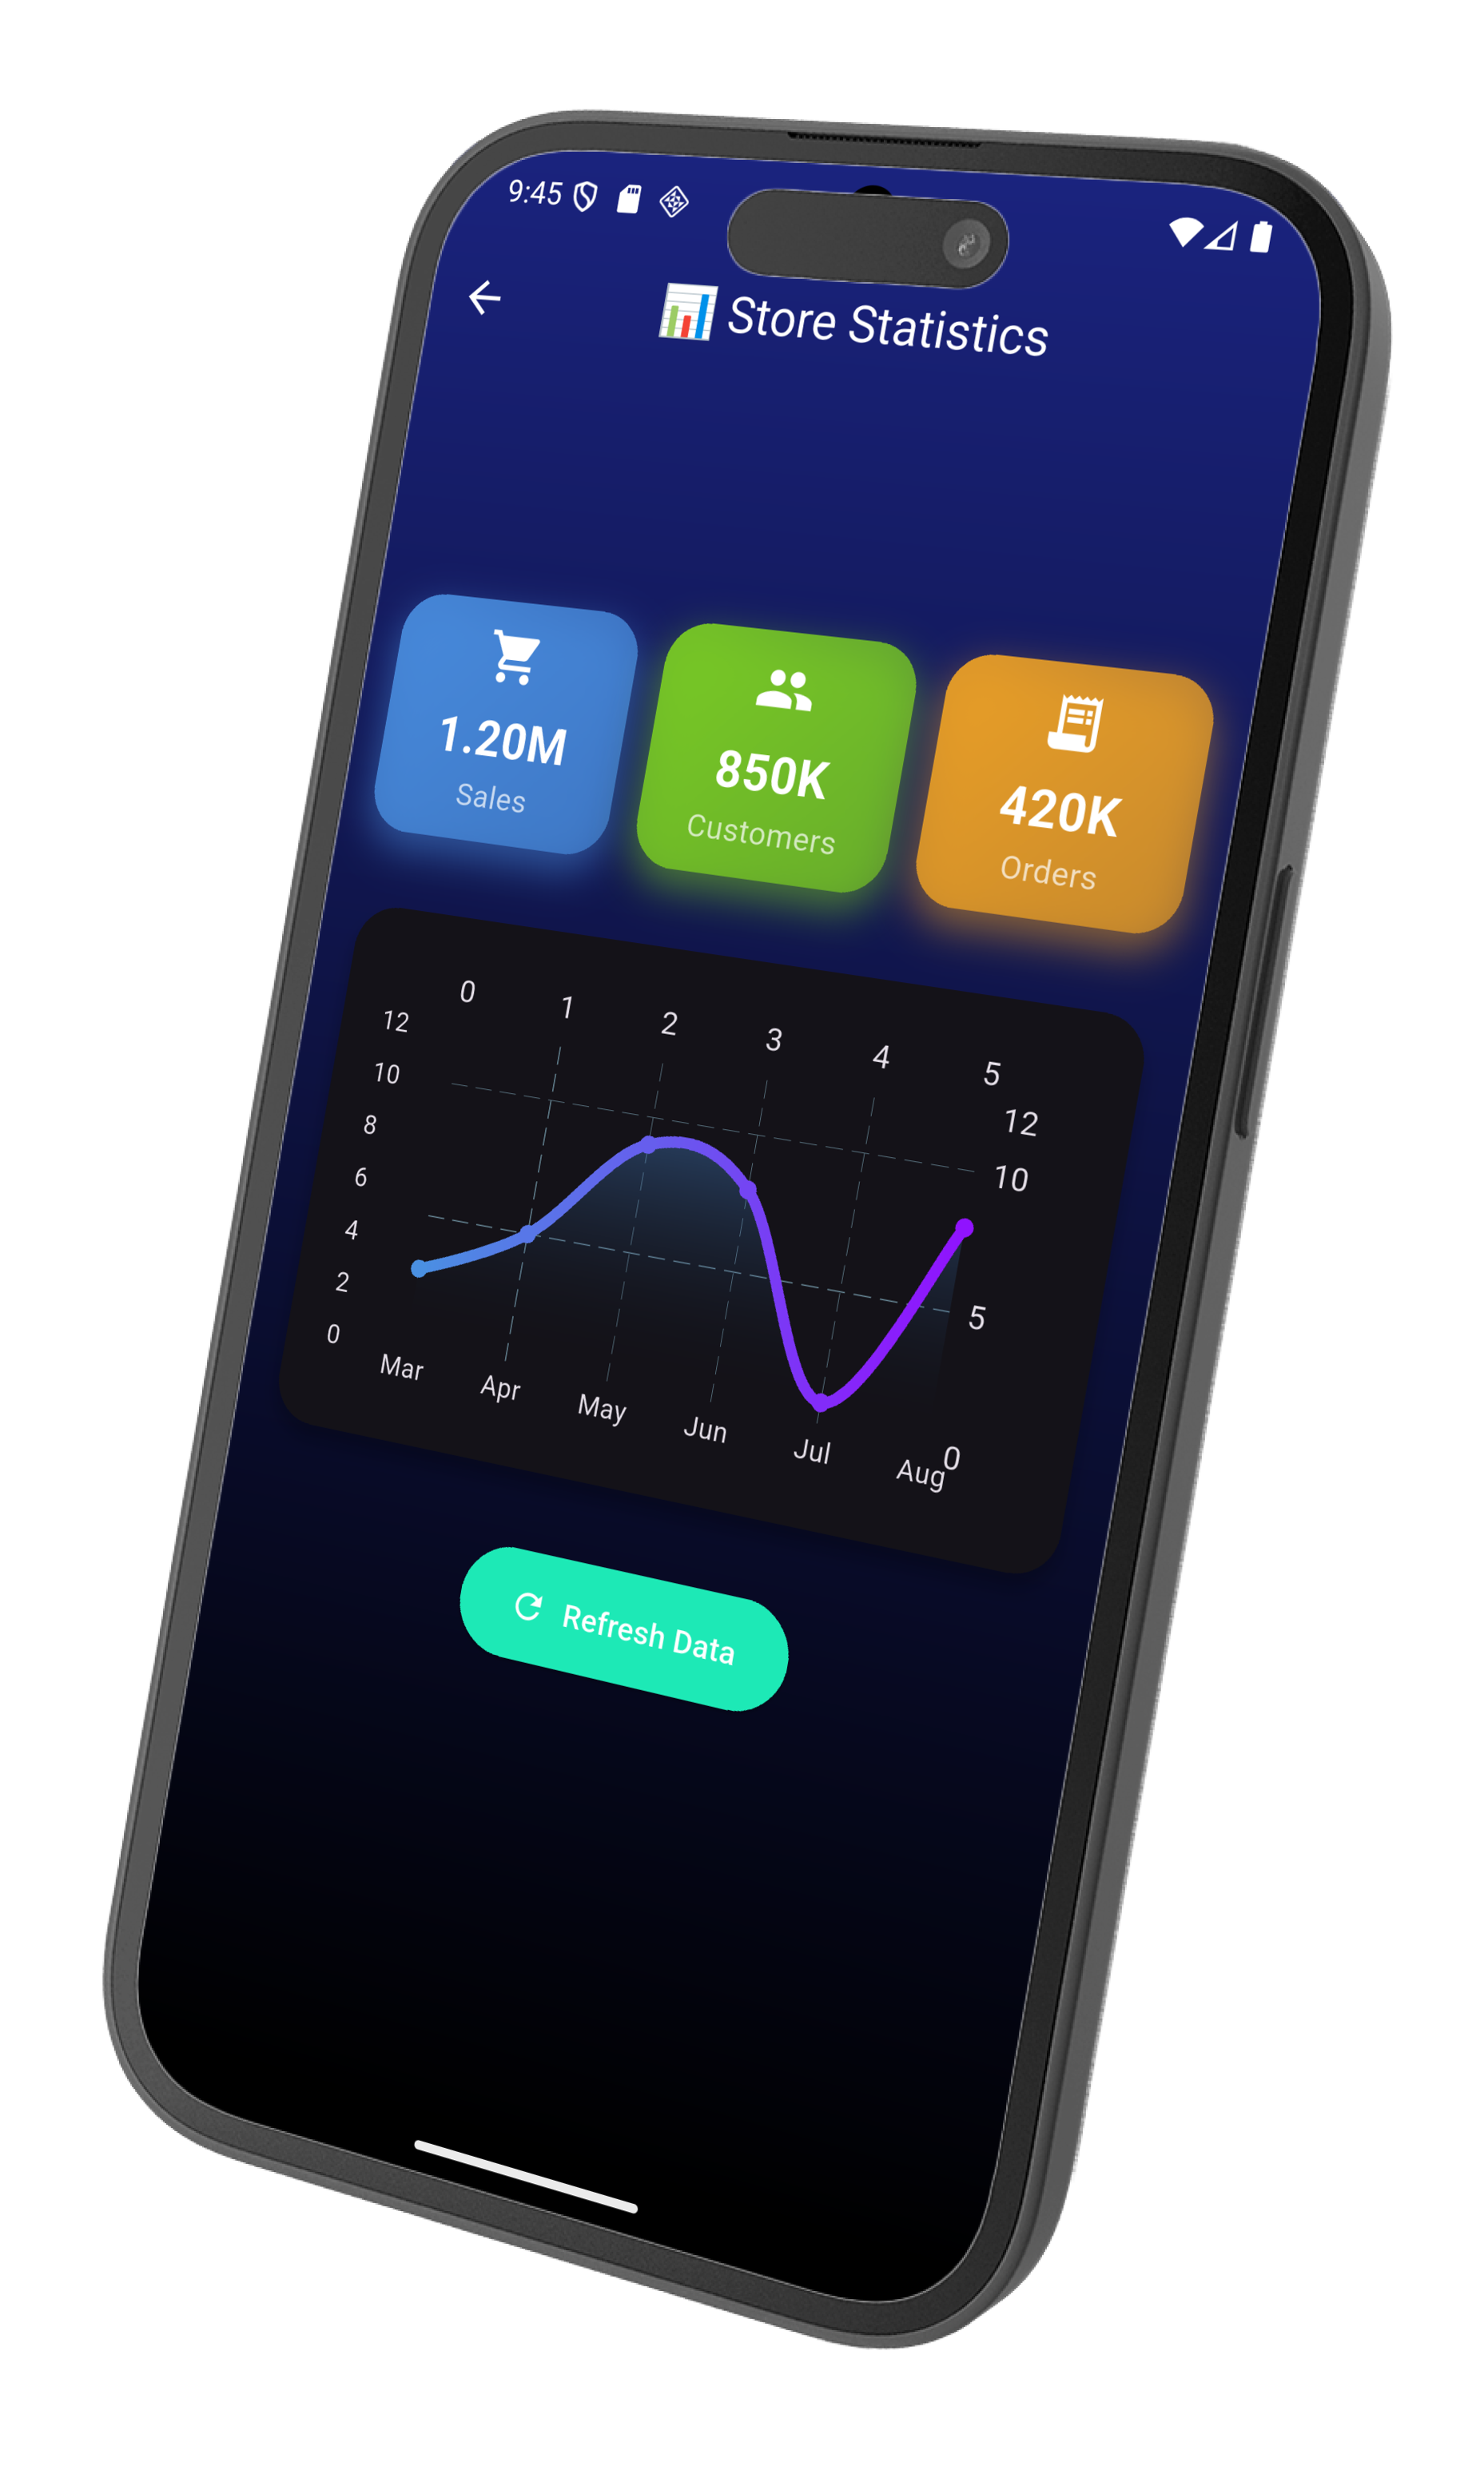 9:45
Store Statistics
1.20M
Sales
850K
Customers
420K
Orders
0 1 2 3 4 5
12
10
8
6
4
2
0
12
10
5
0
Mar Apr May Jun Jul Aug
Refresh Data